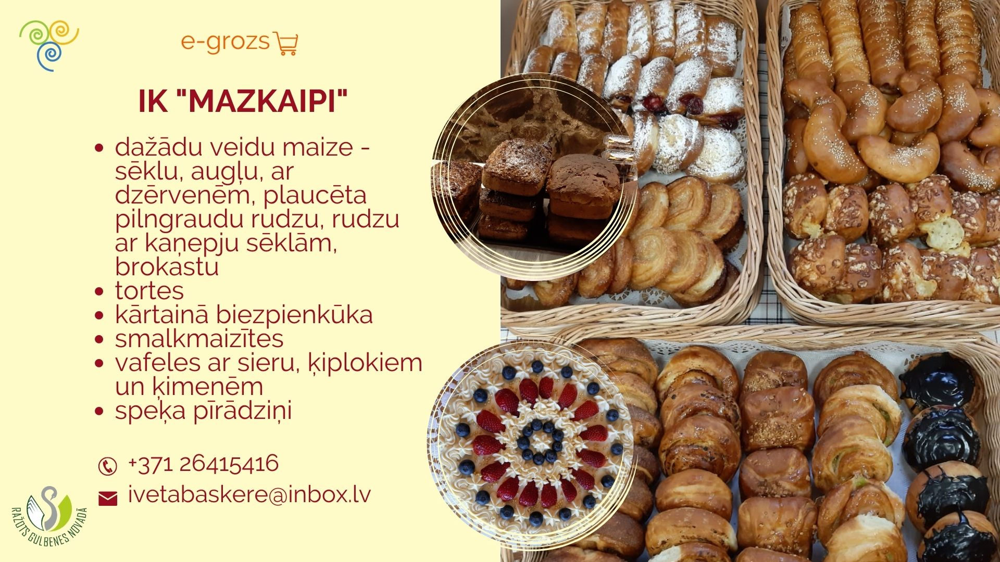 e-grozs
IK "MAZKAIPI"
• dažādu veidu maize -
sēklu, augļu, ar
dzērvenēm, plaucēta
pilngraudu rudzu, rudzu
ar kaņepju sēklām,
brokastu
• tortes
• kārtainā biezpienkūka
• smalkmaizītes
• vafeles ar sieru, ķiplokiem
un ķimenēm
• speķa pīrādziņi
+371 26415416
ivetabaskere@inbox.lv
RAŽOTS GULBENES NOVADĀ